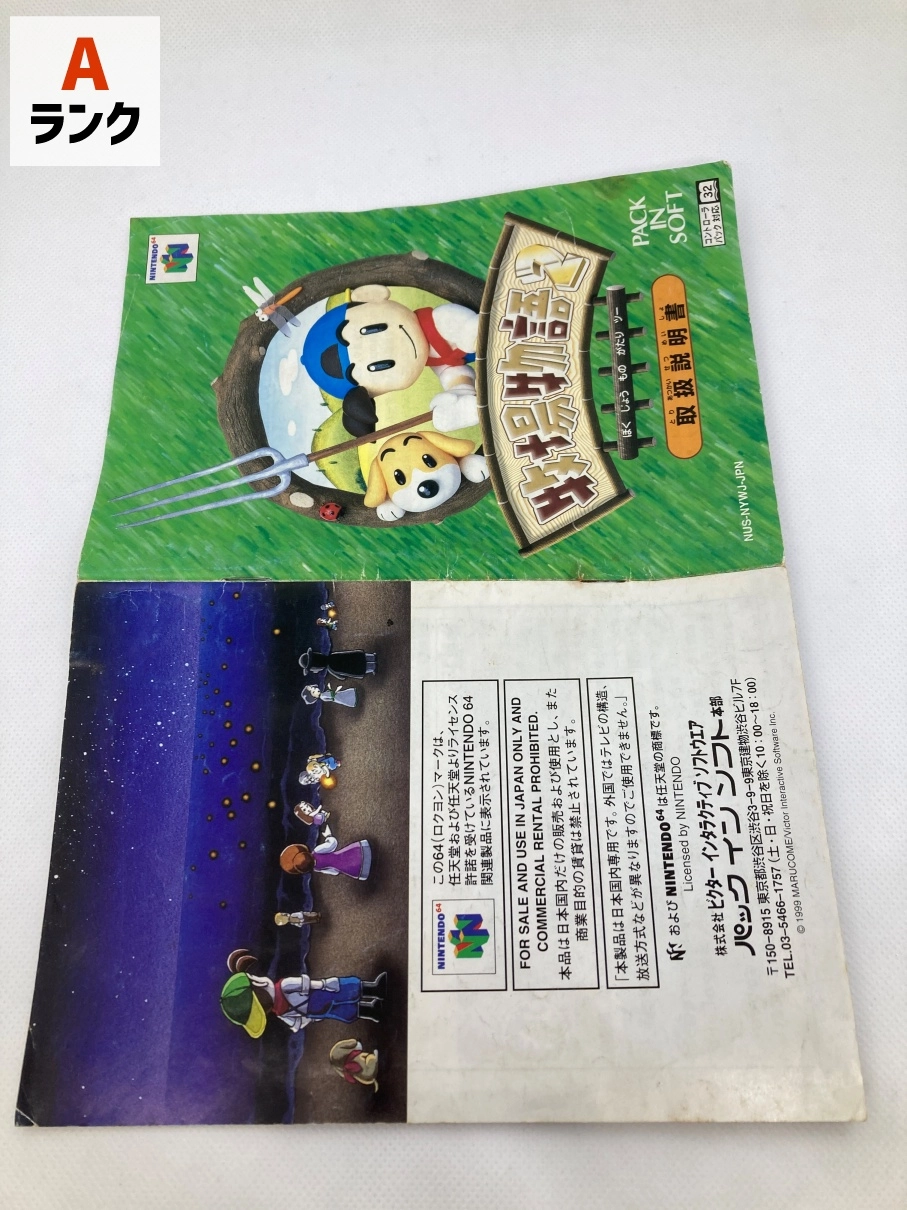 A
ランク
NINTENDO 64
牧場物語2
ぼくじょうものがたりツー
とりあつかいせつめいしょ
取扱説明書
PACK
IN
SOFT
コントローラ
パック対応
32
NUS-NYWJ-JPN
NINTENDO 64
この64(ロクヨン)マークは、
任天堂および任天堂よりライセンス
許諾を受けているNINTENDO 64
関連製品に表示されています。
FOR SALE AND USE IN JAPAN ONLY AND
COMMERCIAL RENTAL PROHIBITED.
本品は日本国内だけの販売および使用とし、また
商業目的の賃貸は禁止されています。
「本製品は日本国内専用です。外国ではテレビの構造、
放送方式などが異なりますのでご使用できません。」
および NINTENDO64 は任天堂の商標です。
Licensed by NINTENDO
株式会社 ビクター インタラクティブ ソフトウエア
パック イン ソフト 本部
〒150-8915 東京都渋谷区渋谷3-9-9東京建物渋谷ビル7F
TEL.03-5466-1757 (土・日・祝日を除く10:00〜18:00)
© 1999 MARUCOME/Victor Interactive Software Inc.